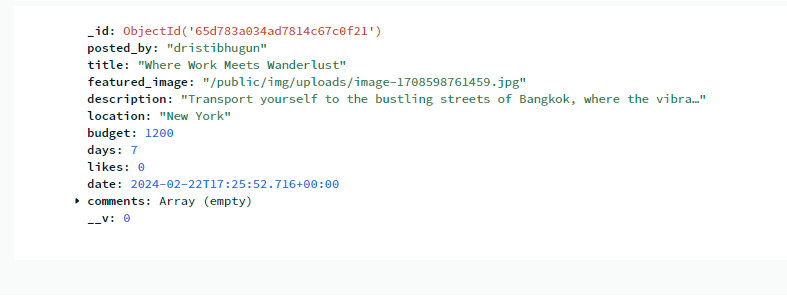 _id: ObjectId('65d783a034ad7814c67c0f21')
posted_by: "dristibhugun"
title: "Where Work Meets Wanderlust"
featured_image: "/public/img/uploads/image-1708598761459.jpg"
description: "Transport yourself to the bustling streets of Bangkok, where the vibra…"
location: "New York"
budget: 1200
days: 7
likes: 0
date: 2024-02-22T17:25:52.716+00:00
comments: Array (empty)
__v: 0